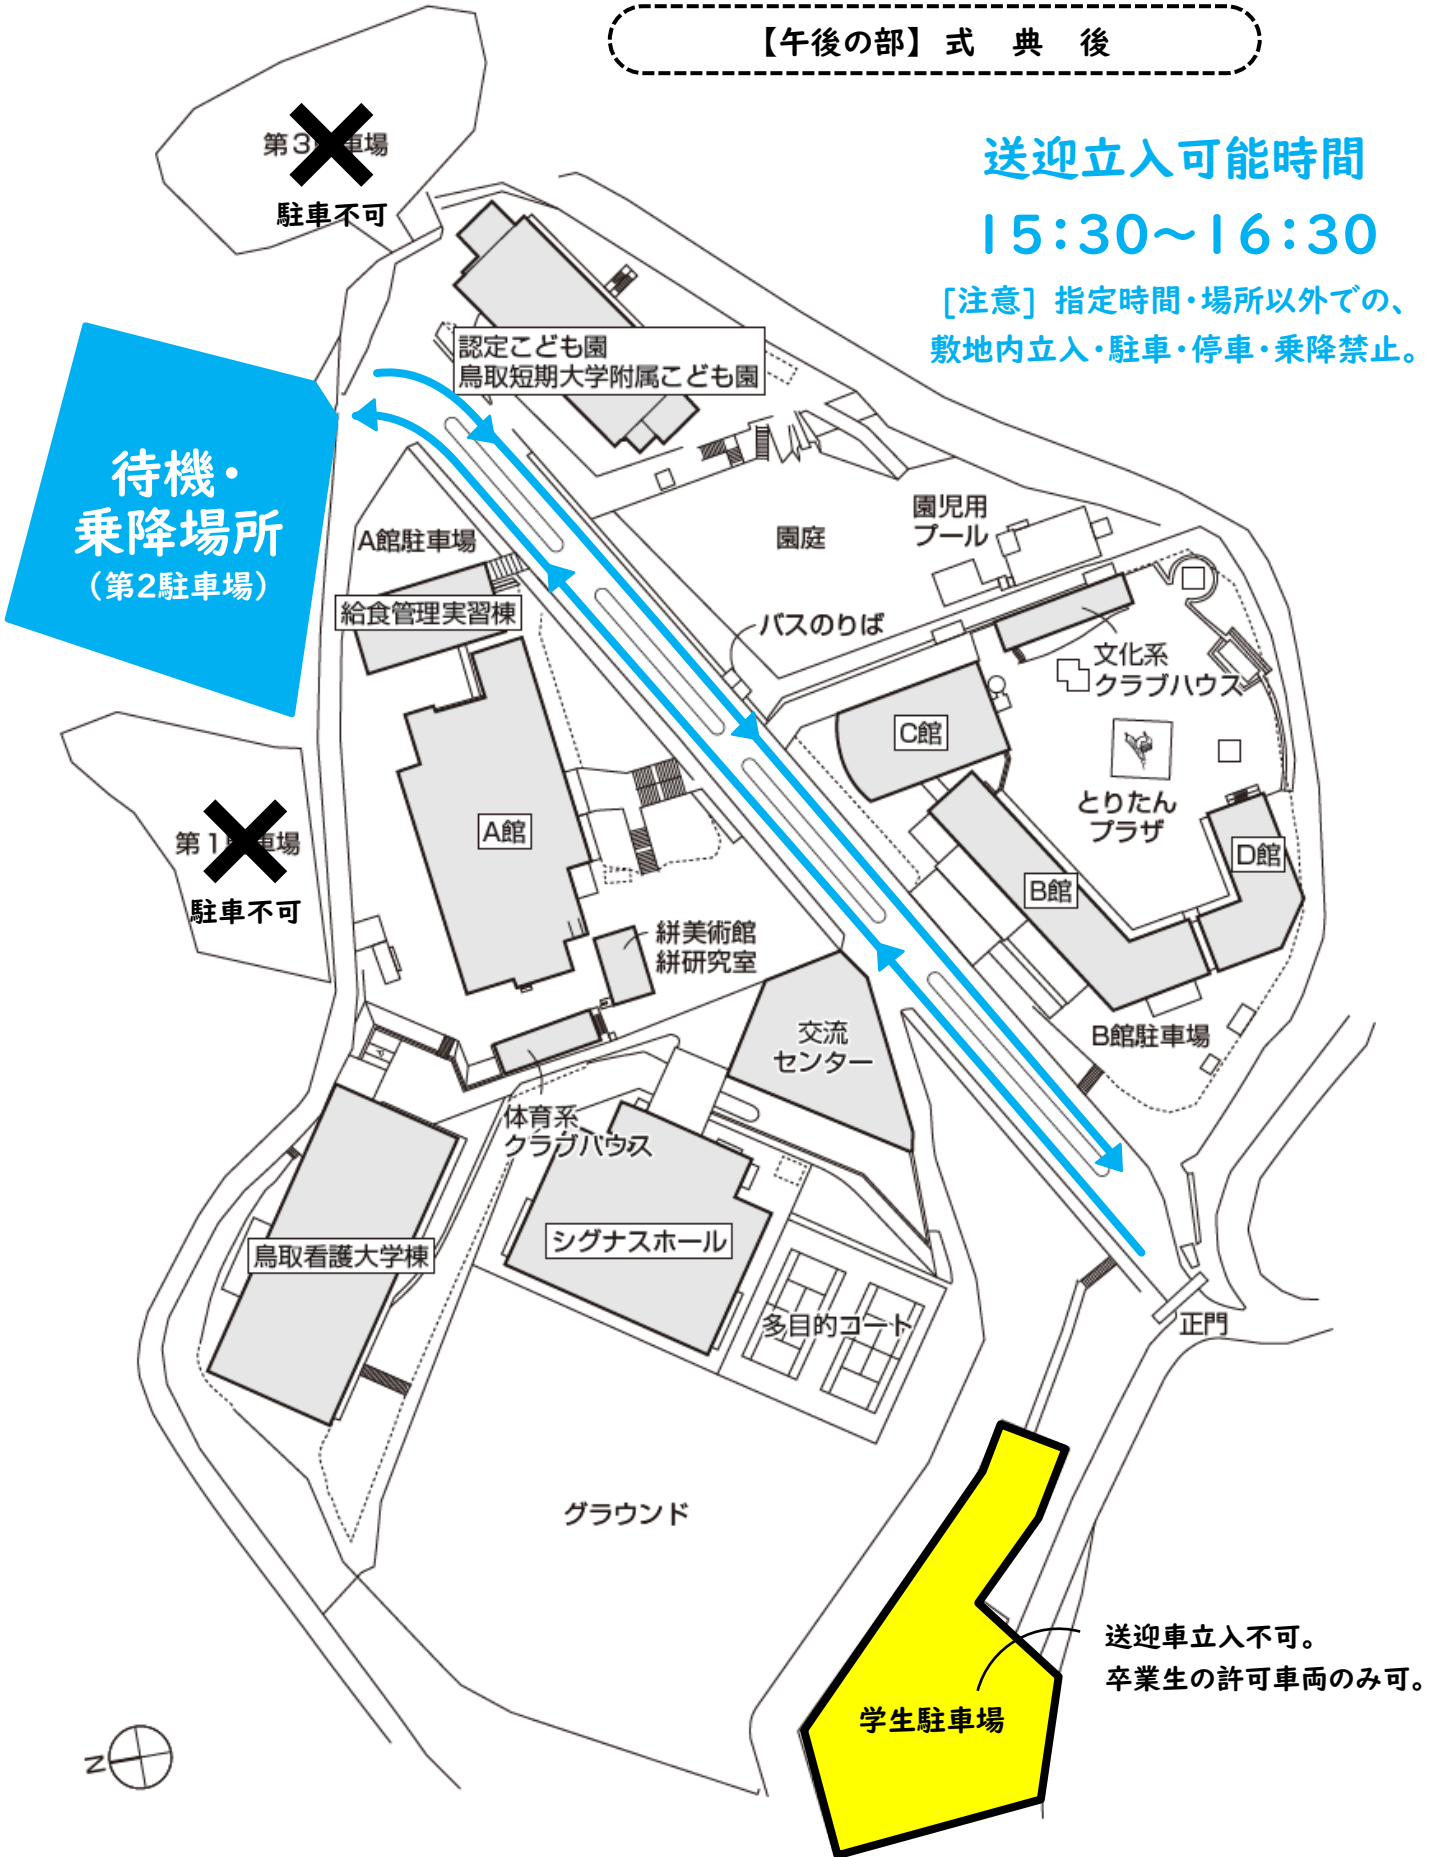 【午後の部】式 典 後
送迎立入可能時間
15:30～16:30
[注意] 指定時間・場所以外での、
敷地内立入・駐車・停車・乗降禁止。
第3
車場
駐車不可
認定こども園
鳥取短期大学附属こども園
待機・
乗降場所
(第2駐車場)
A館駐車場
給食管理実習棟
園庭
園児用
プール
バスのりば
文化系
クラブハウス
C館
とりたん
プラザ
D館
B館
A館
第1
車場
駐車不可
絣美術館
絣研究室
交流
センター
B館駐車場
体育系
クラブハウス
シグナスホール
鳥取看護大学棟
多目的コート
正門
グラウンド
送迎車立入不可。
卒業生の許可車両のみ可。
学生駐車場
N